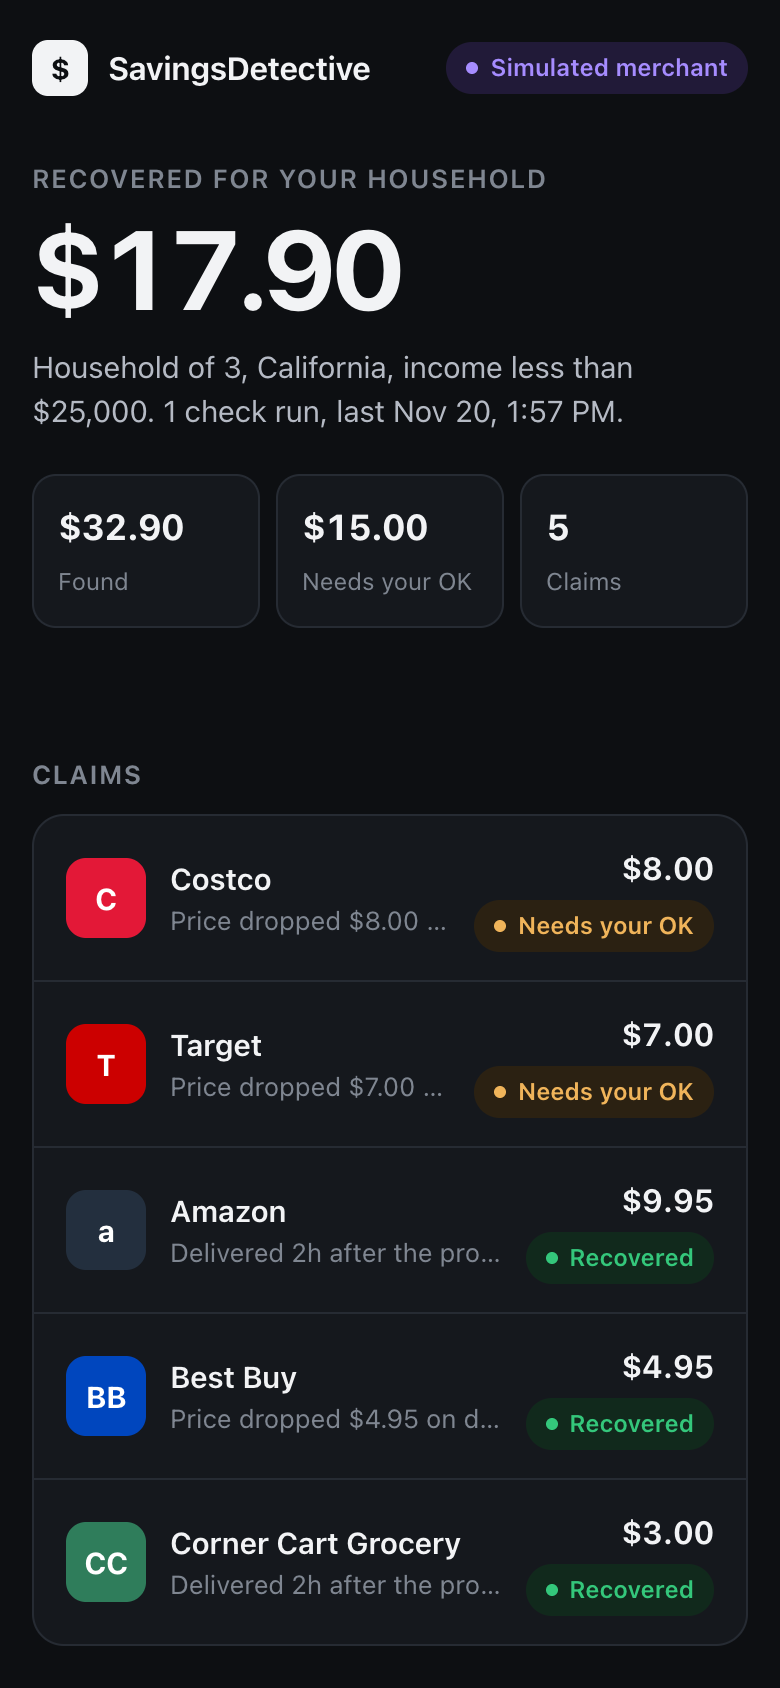 $ SavingsDetective
Simulated merchant
RECOVERED FOR YOUR HOUSEHOLD
$17.90
Household of 3, California, income less than
$25,000. 1 check run, last Nov 20, 1:57 PM.
$32.90
Found
$15.00
Needs your OK
5
Claims
CLAIMS
C
Costco
Price dropped $8.00 ...
$8.00
Needs your OK
T
Target
Price dropped $7.00 ...
$7.00
Needs your OK
a
Amazon
Delivered 2h after the pro...
$9.95
Recovered
BB
Best Buy
Price dropped $4.95 on d...
$4.95
Recovered
CC
Corner Cart Grocery
Delivered 2h after the pro...
$3.00
Recovered